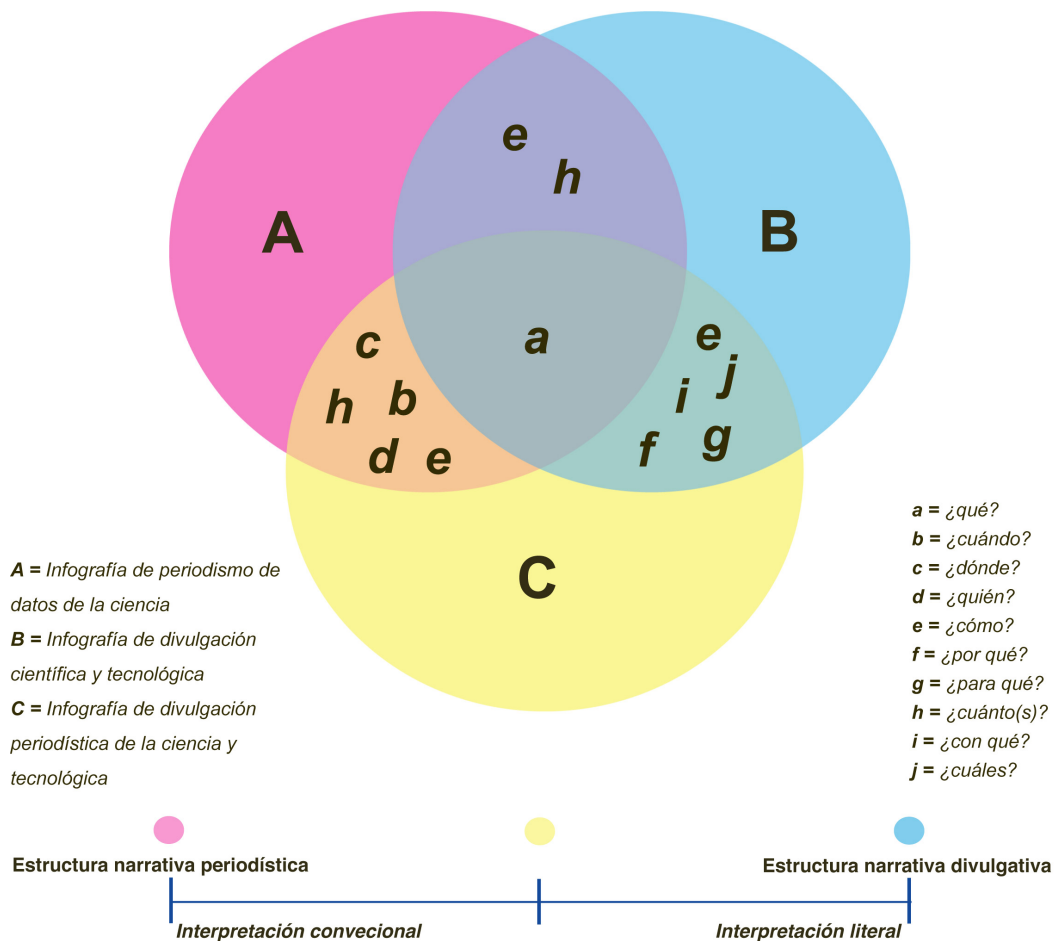 e
h
A
B
a
c
h
b
d
e
e
j
i
f
g
C
A = Infografía de periodismo de
datos de la ciencia
B = Infografía de divulgación
científica y tecnológica
C = Infografía de divulgación
periodística de la ciencia y
tecnológica
a = ¿qué?
b = ¿cuándo?
c = ¿dónde?
d = ¿quién?
e = ¿cómo?
f = ¿por qué?
g = ¿para qué?
h = ¿cuánto(s)?
i = ¿con qué?
j = ¿cuáles?
Estructura narrativa periodística
Estructura narrativa divulgativa
Interpretación convecional
Interpretación literal